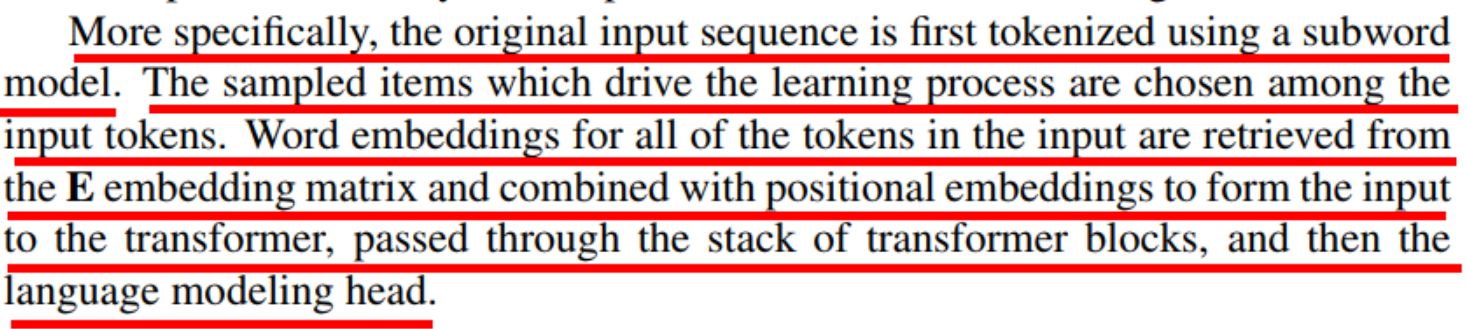 More specifically, the original input sequence is first tokenized using a subword
model. The sampled items which drive the learning process are chosen among the
input tokens. Word embeddings for all of the tokens in the input are retrieved from
the E embedding matrix and combined with positional embeddings to form the input
to the transformer, passed through the stack of transformer blocks, and then the
language modeling head.